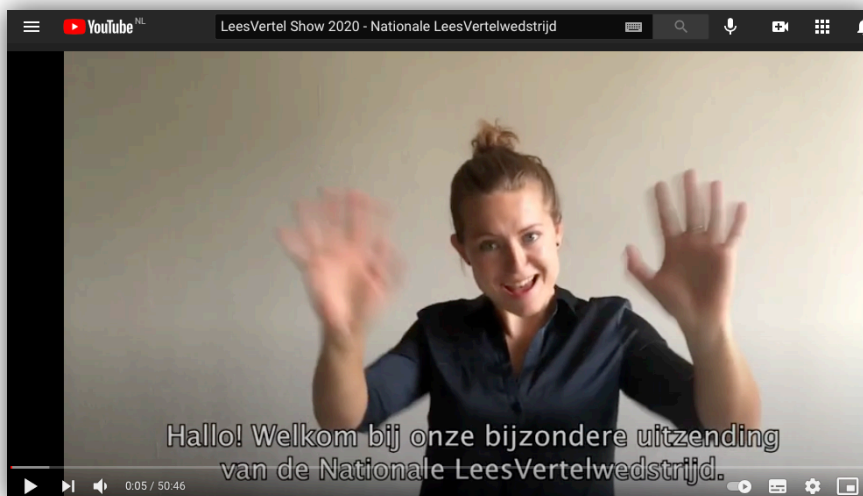 YouTube NL
LeesVertel Show 2020 - Nationale LeesVertelwedstrijd
Hallo! Welkom bij onze bijzondere uitzending
van de Nationale LeesVertelwedstrijd.
0:05 / 50:46